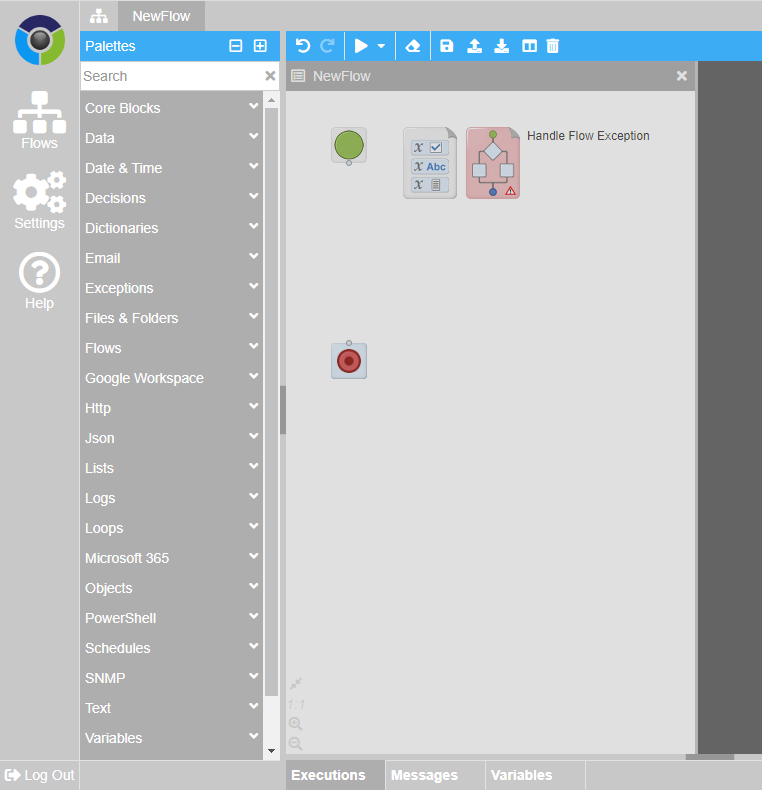 NewFlow
Palettes
Search
Core Blocks
Data
Date & Time
Decisions
Dictionaries
Email
Exceptions
Files & Folders
Flows
Google Workspace
Http
Json
Lists
Logs
Loops
Microsoft 365
Objects
PowerShell
Schedules
SNMP
Text
Variables
Flows
Settings
Help
Log Out
NewFlow
x
x Abc
x
Handle Flow Exception
1:1
Executions
Messages
Variables